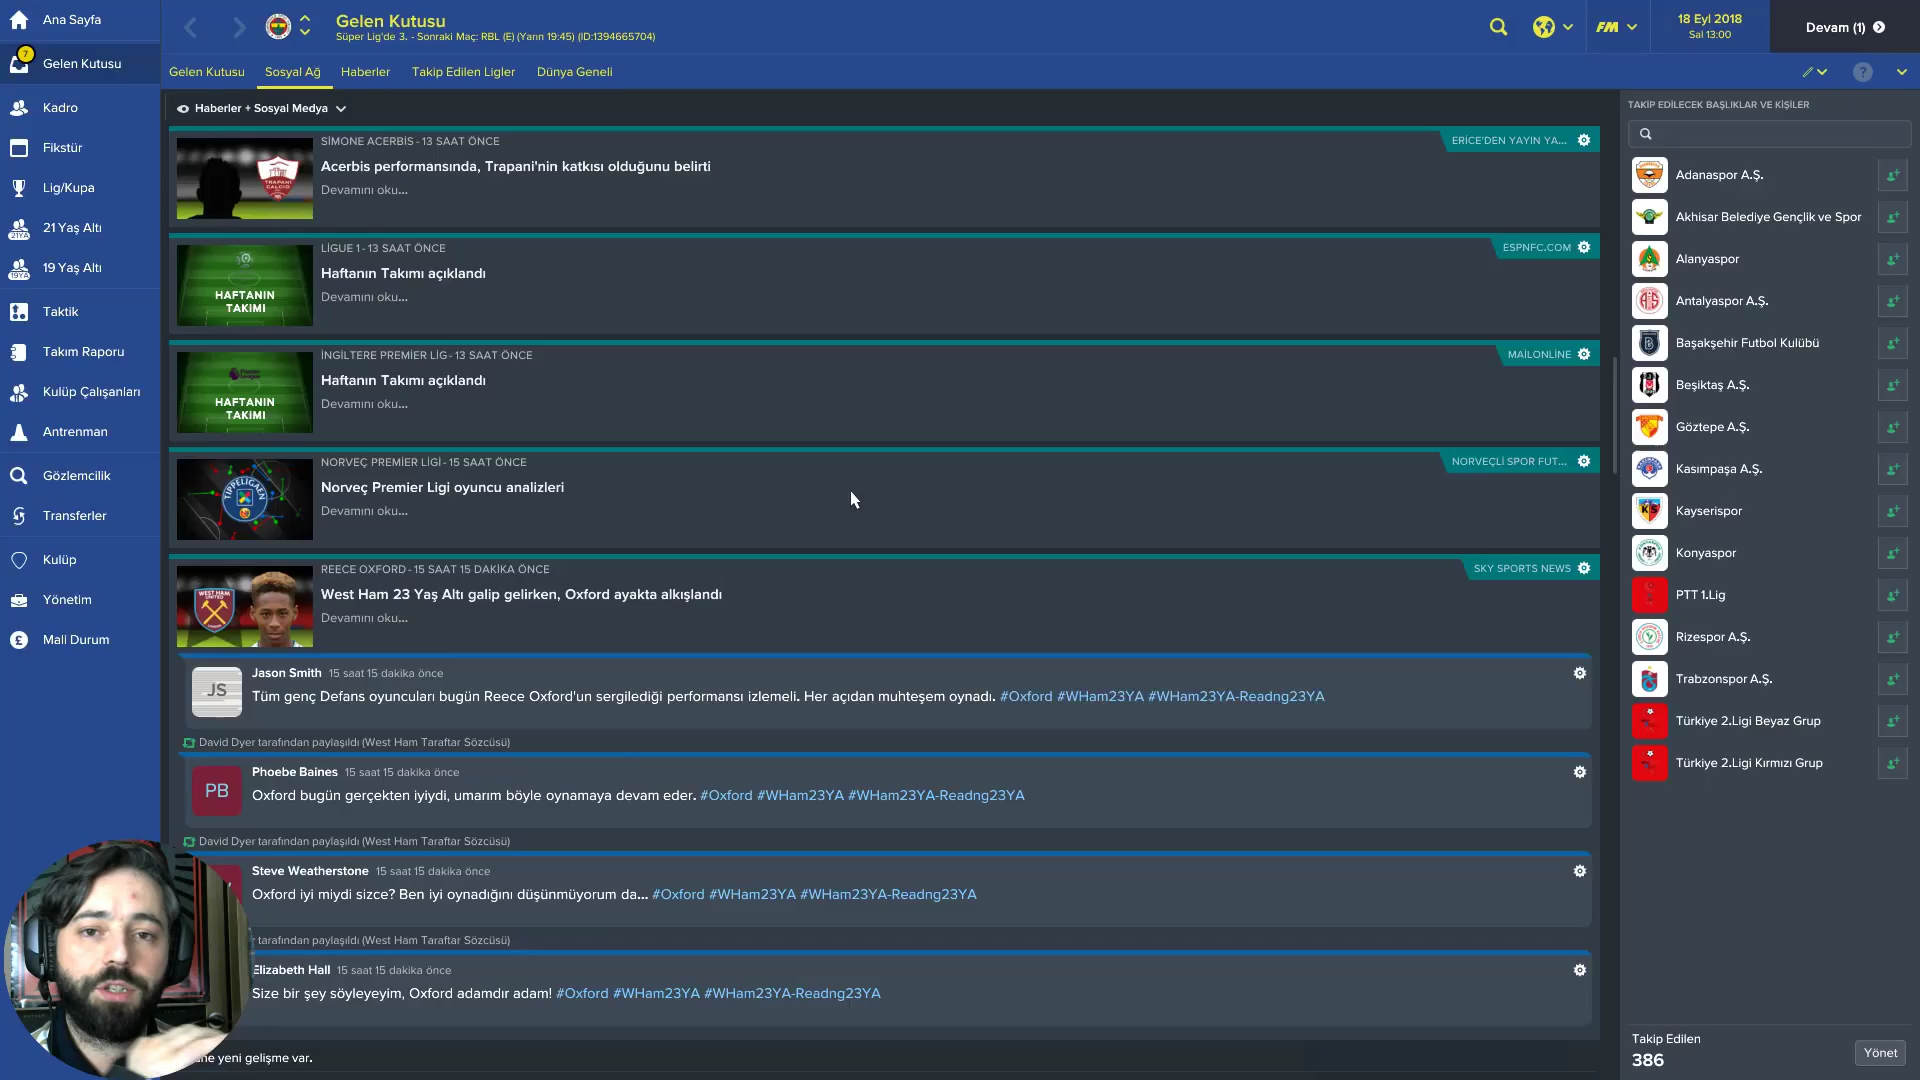 Ana Sayfa
7
Gelen Kutusu
Kadro
Fikstür
Lig/Kupa
21 Yaş Altı
19 Yaş Altı
Taktik
Takım Raporu
Kulüp Çalışanları
Antrenman
Gözlemcilik
Transferler
Kulüp
Yönetim
Mali Durum
Gelen Kutusu
Süper Lig'de 3. - Sonraki Maç: RBL (E) (Yarın 19:45) (ID:1394665704)
FM
18 Eyl 2018
Sal 13:00
Devam (1)
Gelen Kutusu Sosyal Ağ Haberler Takip Edilen Ligler Dünya Geneli
Haberler + Sosyal Medya
SİMONE ACERBİS - 13 SAAT ÖNCE
ERİCE'DEN YAYIN YA...
Acerbis performansında, Trapani'nin katkısı olduğunu belirti
Devamını oku...
LİGUE 1 - 13 SAAT ÖNCE
ESPNFC.COM
HAFTANIN TAKIMI
Haftanın Takımı açıklandı
Devamını oku...
İNGİLTERE PREMİER LİG - 13 SAAT ÖNCE
MAİLONLİNE
HAFTANIN TAKIMI
Haftanın Takımı açıklandı
Devamını oku...
NORVEÇ PREMİER LİGİ - 15 SAAT ÖNCE
NORVEÇLİ SPOR FUT...
TIPPELIGAEN
Norveç Premier Ligi oyuncu analizleri
Devamını oku...
REECE OXFORD - 15 SAAT 15 DAKİKA ÖNCE
SKY SPORTS NEWS
WEST HAM
West Ham 23 Yaş Altı galip gelirken, Oxford ayakta alkışlandı
Devamını oku...
JS
Jason Smith 15 saat 15 dakika önce
Tüm genç Defans oyuncuları bugün Reece Oxford'un sergilediği performansı izlemeli. Her açıdan muhteşem oynadı. #Oxford #WHam23YA #WHam23YA-Readng23YA
David Dyer tarafından paylaşıldı (West Ham Taraftar Sözcüsü)
PB
Phoebe Baines 15 saat 15 dakika önce
Oxford bugün gerçekten iyiydi, umarım böyle oynamaya devam eder. #Oxford #WHam23YA #WHam23YA-Readng23YA
David Dyer tarafından paylaşıldı (West Ham Taraftar Sözcüsü)
Steve Weatherstone 15 saat 15 dakika önce
Oxford iyi miydi sizce? Ben iyi oynadığını düşünmüyorum da... #Oxford #WHam23YA #WHam23YA-Readng23YA
tarafından paylaşıldı (West Ham Taraftar Sözcüsü)
Elizabeth Hall 15 saat 15 dakika önce
Size bir şey söyleyeyim, Oxford adamdır adam! #Oxford #WHam23YA #WHam23YA-Readng23YA
yeni gelişme var.
TAKİP EDİLECEK BAŞLIKLAR VE KİŞİLER
Adanaspor A.Ş.
Akhisar Belediye Gençlik ve Spor
Alanyaspor
Antalyaspor A.Ş.
Başakşehir Futbol Kulübü
Beşiktaş A.Ş.
Göztepe A.Ş.
Kasımpaşa A.Ş.
Kayserispor
Konyaspor
PTT 1.Lig
Rizespor A.Ş.
Trabzonspor A.Ş.
Türkiye 2.Ligi Beyaz Grup
Türkiye 2.Ligi Kırmızı Grup
Takip Edilen
386
Yönet